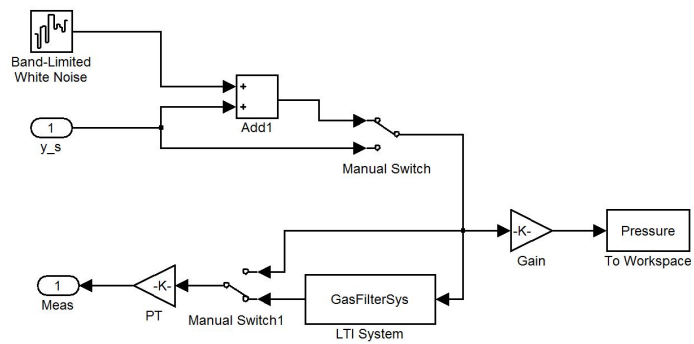 Band-Limited
White Noise
+
+
Add1
1
y_s
Manual Switch
-K-
Gain
Pressure
To Workspace
1
Meas
-K-
PT
Manual Switch1
GasFilterSys
LTI System